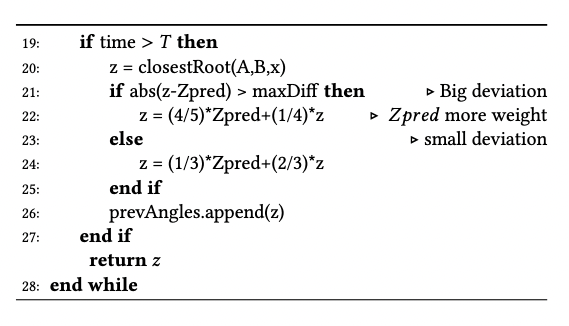 19: if time > T then
20: z = closestRoot(A,B,x)
21: if abs(z-Zpred) > maxDiff then ▷ Big deviation
22: z = (4/5)*Zpred+(1/4)*z ▷ Zpred more weight
23: else ▷ small deviation
24: z = (1/3)*Zpred+(2/3)*z
25: end if
26: prevAngles.append(z)
27: end if
return z
28: end while